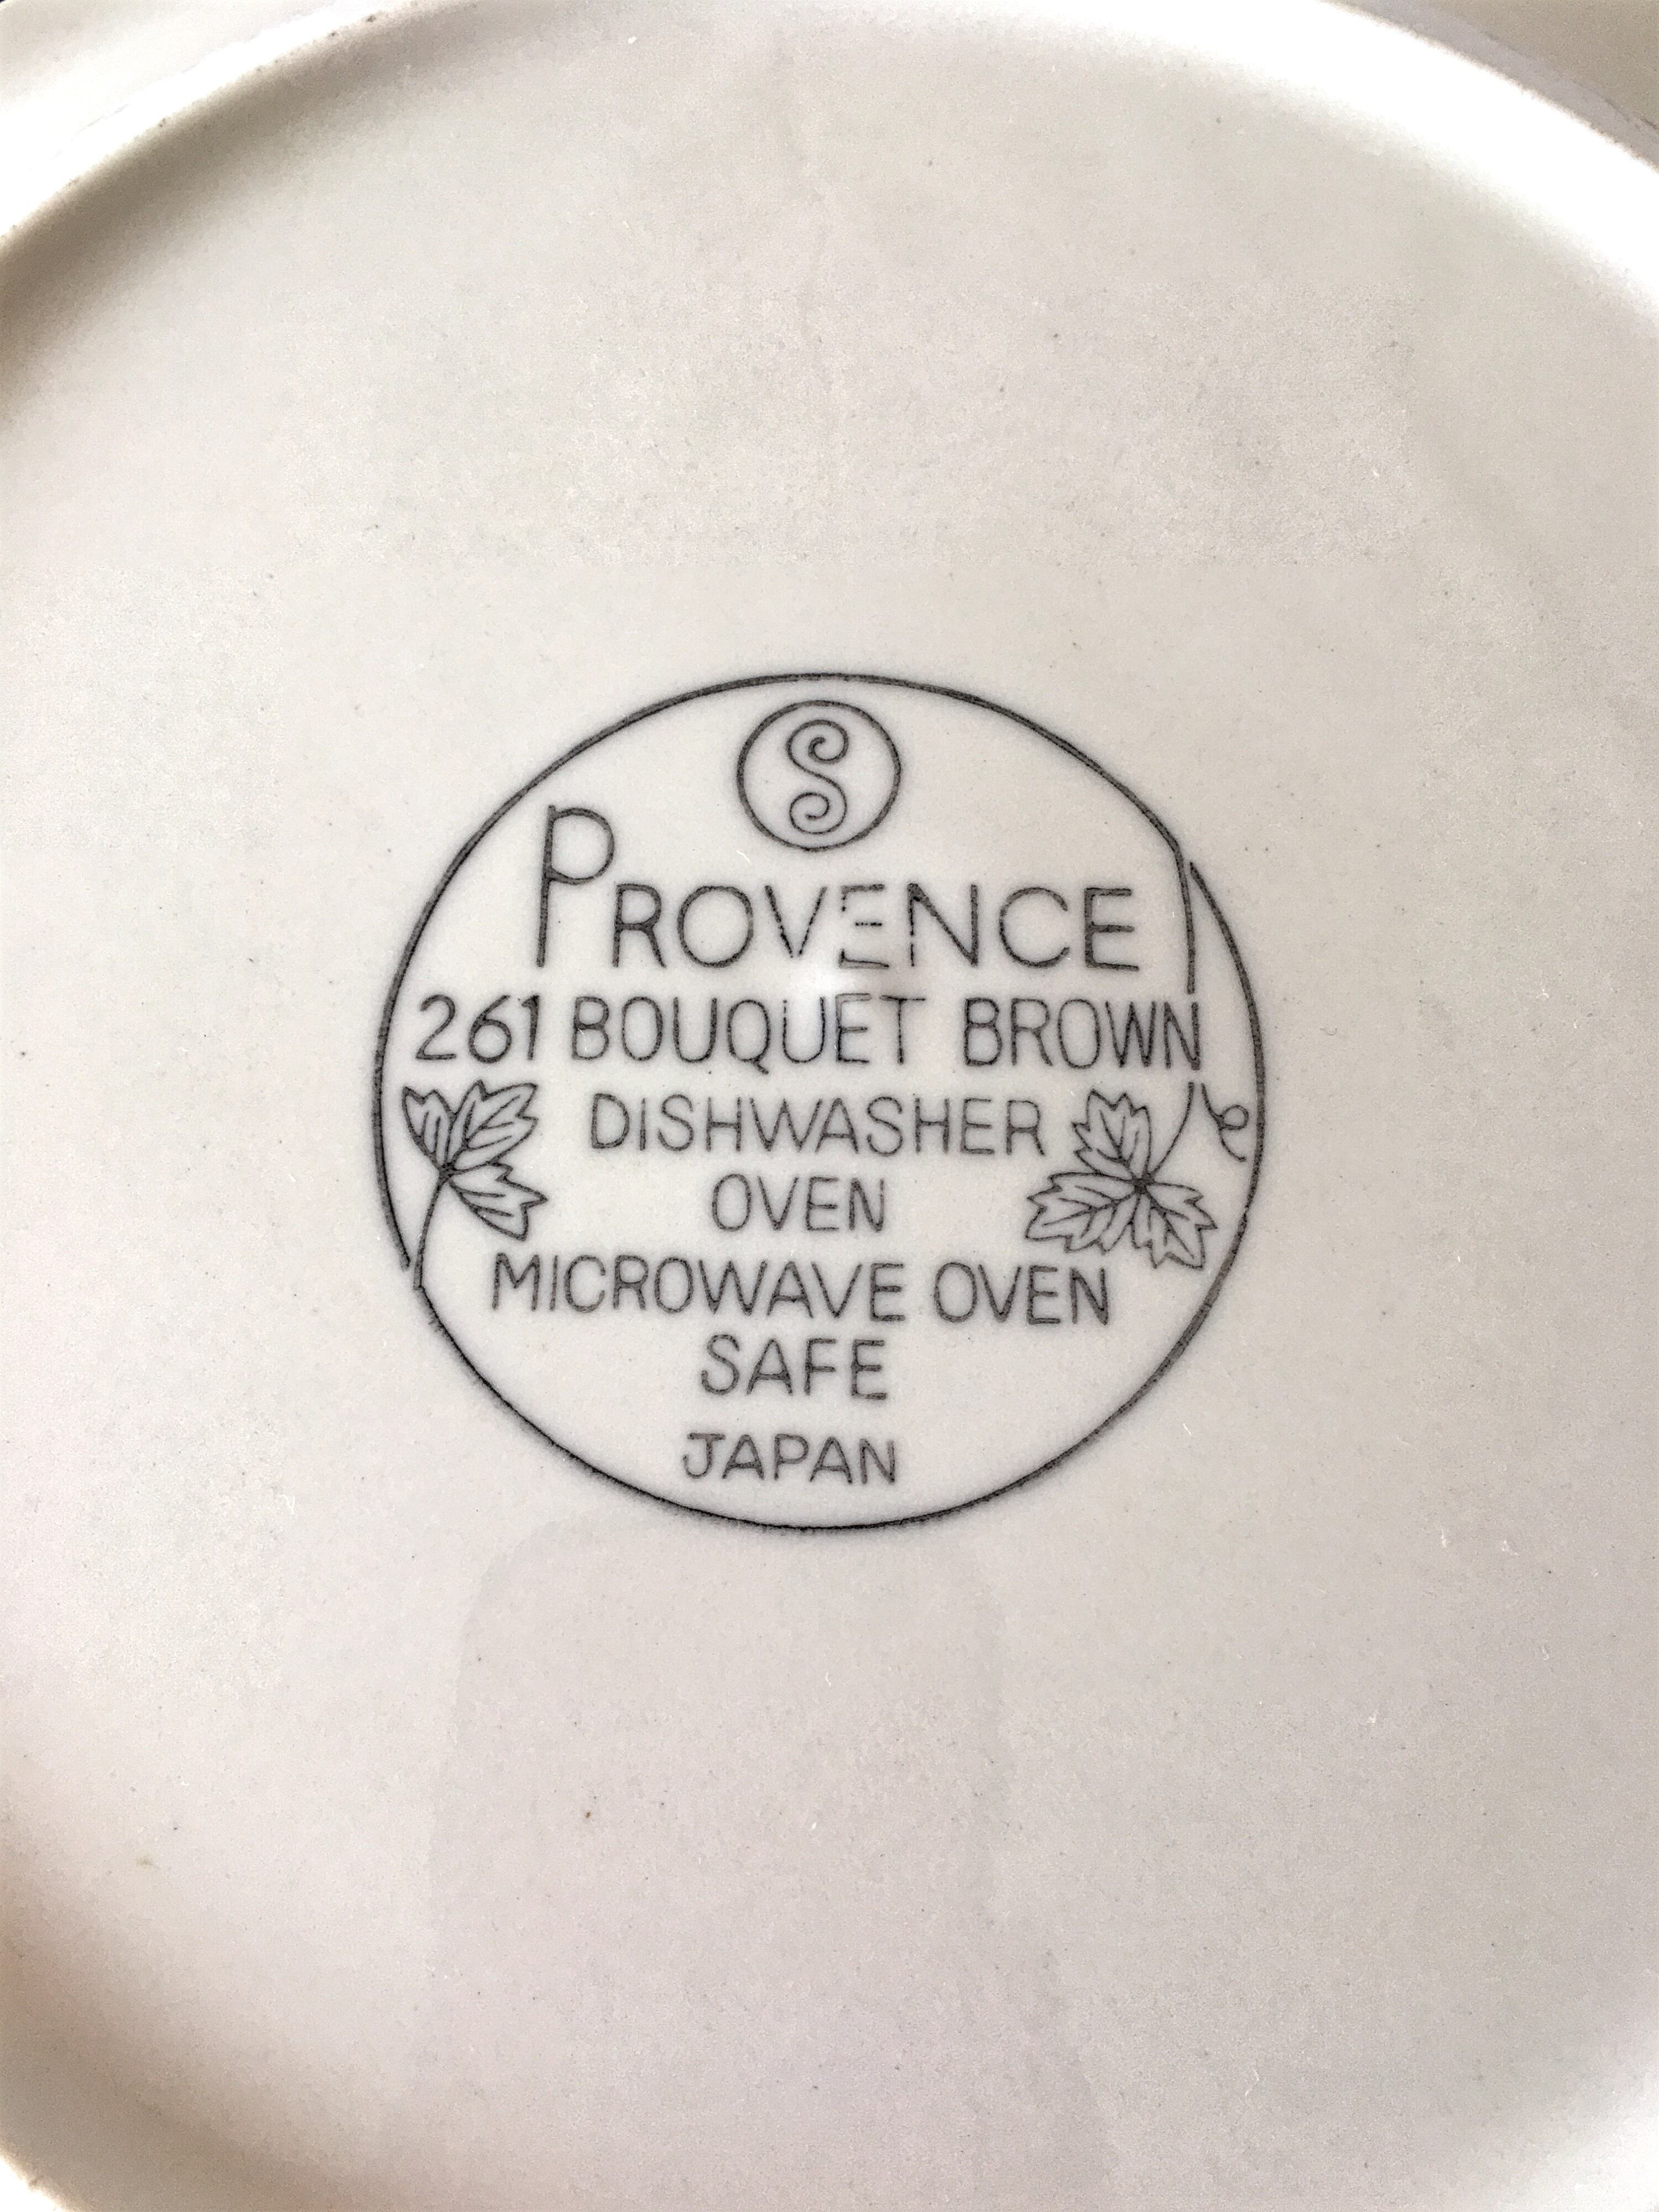 S
PROVENCE
261 BOUQUET BROWN
DISHWASHER
OVEN
MICROWAVE OVEN
SAFE
JAPAN